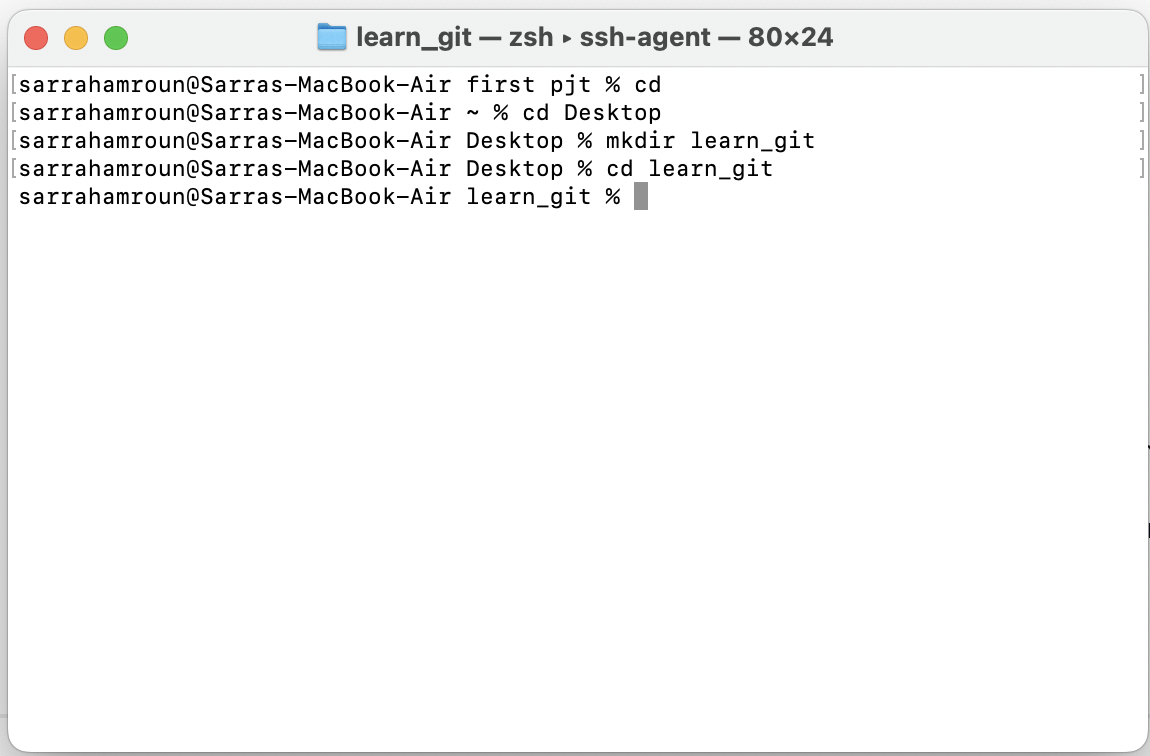 learn_git — zsh ▸ ssh-agent — 80×24
[sarrahamroun@Sarras-MacBook-Air first pjt % cd ]
[sarrahamroun@Sarras-MacBook-Air ~ % cd Desktop ]
[sarrahamroun@Sarras-MacBook-Air Desktop % mkdir learn_git ]
[sarrahamroun@Sarras-MacBook-Air Desktop % cd learn_git ]
sarrahamroun@Sarras-MacBook-Air learn_git %